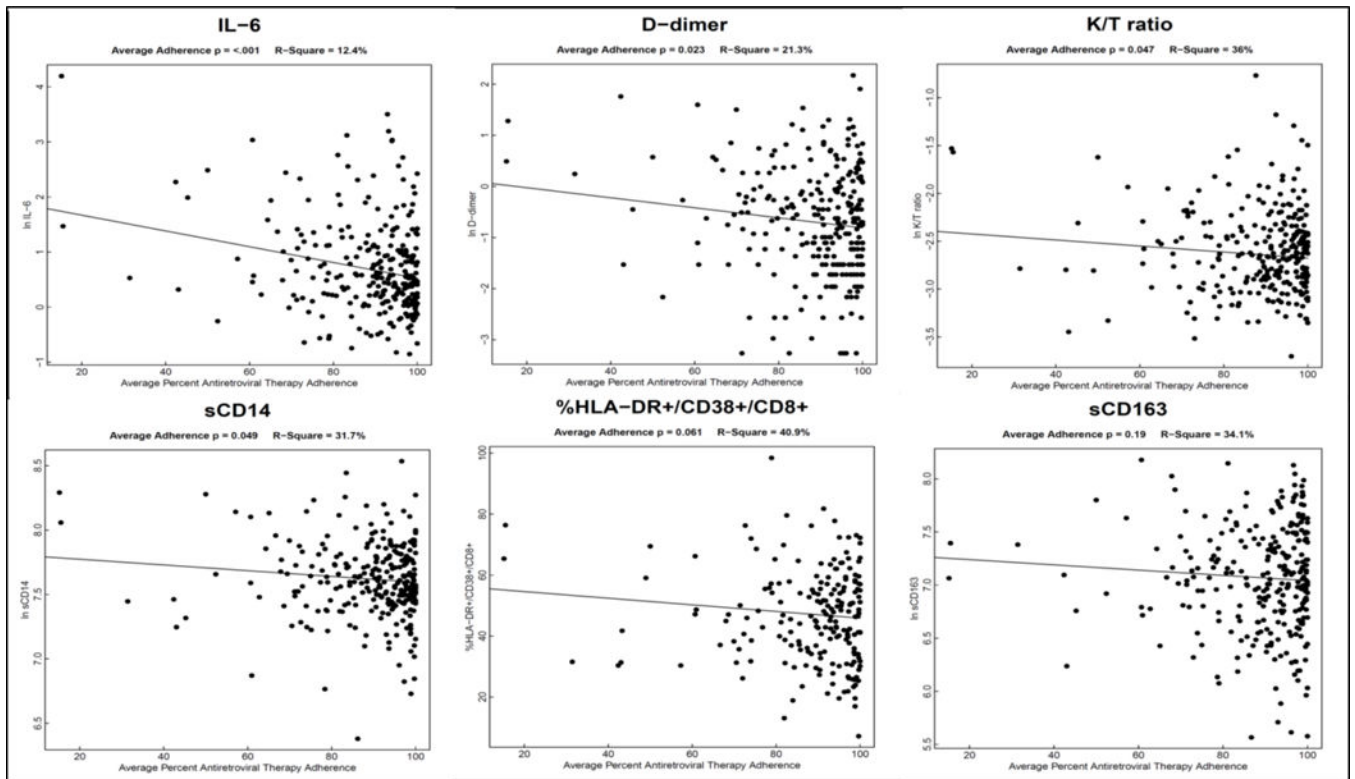 IL−6
Average Adherence p = <.001 R−Square = 12.4%
ln IL−6
4
3
2
1
0
−1
20 40 60 80 100
Average Percent Antiretroviral Therapy Adherence
D−dimer
Average Adherence p = 0.023 R−Square = 21.3%
ln D−dimer
2
1
0
−1
−2
−3
20 40 60 80 100
Average Percent Antiretroviral Therapy Adherence
K/T ratio
Average Adherence p = 0.047 R−Square = 36%
ln K/T ratio
−1.0
−1.5
−2.0
−2.5
−3.0
−3.5
20 40 60 80 100
Average Percent Antiretroviral Therapy Adherence
sCD14
Average Adherence p = 0.049 R−Square = 31.7%
ln sCD14
8.5
8.0
7.5
7.0
6.5
20 40 60 80 100
Average Percent Antiretroviral Therapy Adherence
%HLA−DR+/CD38+/CD8+
Average Adherence p = 0.061 R−Square = 40.9%
%HLA−DR+/CD38+/CD8+
100
80
60
40
20
20 40 60 80 100
Average Percent Antiretroviral Therapy Adherence
sCD163
Average Adherence p = 0.19 R−Square = 34.1%
ln sCD163
8.0
7.5
7.0
6.5
6.0
5.5
20 40 60 80 100
Average Percent Antiretroviral Therapy Adherence